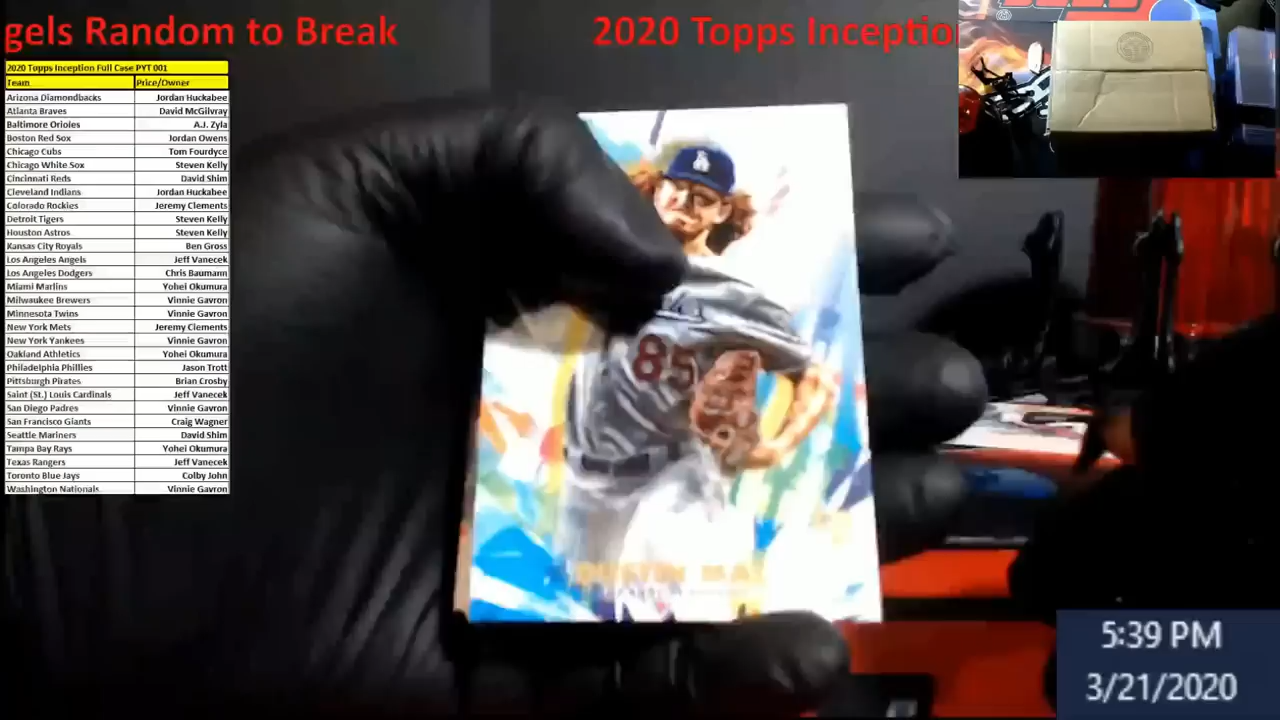 gels Random to Break
2020 Topps Inception
2020 Topps Inception Full Case PYT 001
Team Price/Owner
Arizona Diamondbacks Jordan Huckabee
Atlanta Braves David McGilvray
Baltimore Orioles A.J. Zyla
Boston Red Sox Jordan Owens
Chicago Cubs Tom Fourdyce
Chicago White Sox Steven Kelly
Cincinnati Reds David Shim
Cleveland Indians Jordan Huckabee
Colorado Rockies Jeremy Clements
Detroit Tigers Steven Kelly
Houston Astros Steven Kelly
Kansas City Royals Ben Gross
Los Angeles Angels Jeff Vanecek
Los Angeles Dodgers Chris Baumann
Miami Marlins Yohei Okumura
Milwaukee Brewers Vinnie Gavron
Minnesota Twins Vinnie Gavron
New York Mets Jeremy Clements
New York Yankees Vinnie Gavron
Oakland Athletics Yohei Okumura
Philadelphia Phillies Jason Trott
Pittsburgh Pirates Brian Crosby
Saint (St.) Louis Cardinals Jeff Vanecek
San Diego Padres Vinnie Gavron
San Francisco Giants Craig Wagner
Seattle Mariners David Shim
Tampa Bay Rays Yohei Okumura
Texas Rangers Jeff Vanecek
Toronto Blue Jays Colby John
Washington Nationals Vinnie Gavron
A
85
DUSTIN MAY
5:39 PM
3/21/2020